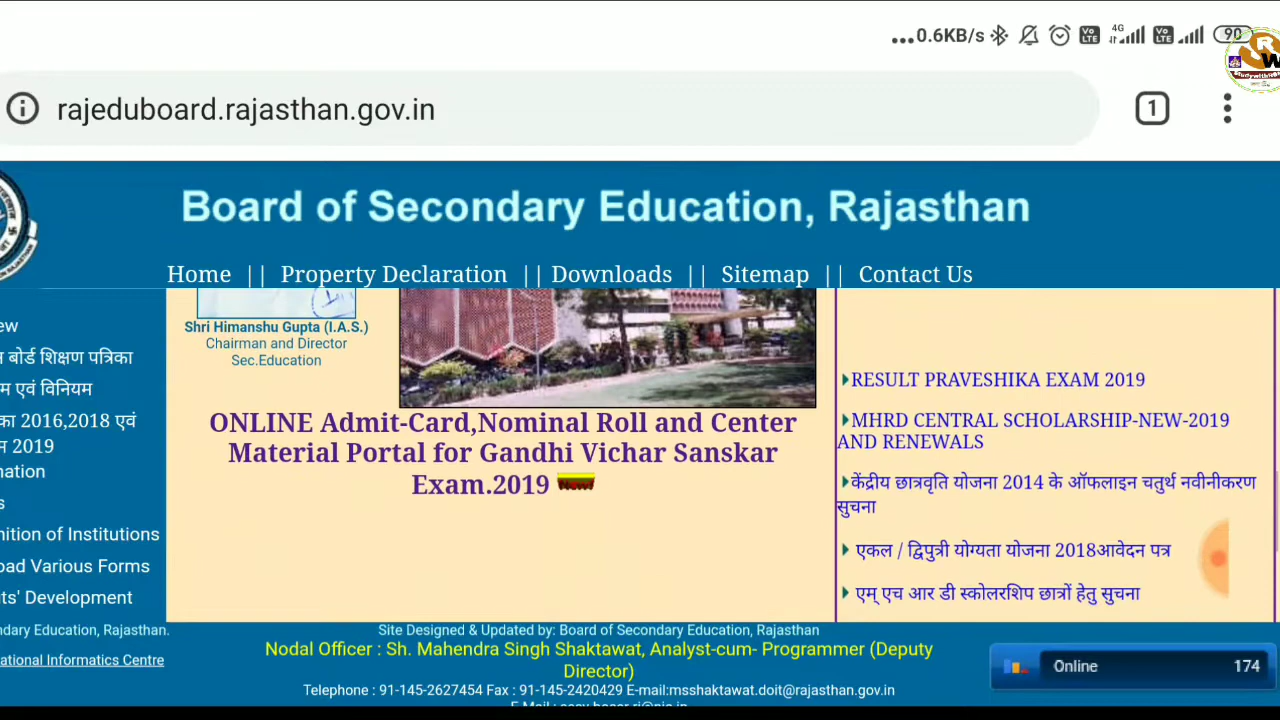 ...0.6KB/s 4G Vo LTE Vo LTE 90
rajeduboard.rajasthan.gov.in 1
Board of Secondary Education, Rajasthan
Home || Property Declaration || Downloads || Sitemap || Contact Us
Shri Himanshu Gupta (I.A.S.)
Chairman and Director
Sec.Education
ONLINE Admit-Card,Nominal Roll and Center
Material Portal for Gandhi Vichar Sanskar
Exam.2019
ew
न बोर्ड शिक्षण पत्रिका
म एवं विनियम
का 2016,2018 एवं
म 2019
nation
s
nition of Institutions
oad Various Forms
ts' Development
RESULT PRAVESHIKA EXAM 2019
MHRD CENTRAL SCHOLARSHIP-NEW-2019
AND RENEWALS
केंद्रीय छात्रवृति योजना 2014 के ऑफलाइन चतुर्थ नवीनीकरण
सुचना
एकल / द्विपुत्री योग्यता योजना 2018आवेदन पत्र
एम् एच आर डी स्कोलरशिप छात्रों हेतु सुचना
ndary Education, Rajasthan.
ational Informatics Centre
Site Designed & Updated by: Board of Secondary Education, Rajasthan
Nodal Officer : Sh. Mahendra Singh Shaktawat, Analyst-cum- Programmer (Deputy
Director)
Telephone : 91-145-2627454 Fax : 91-145-2420429 E-mail:msshaktawat.doit@rajasthan.gov.in
Online 174